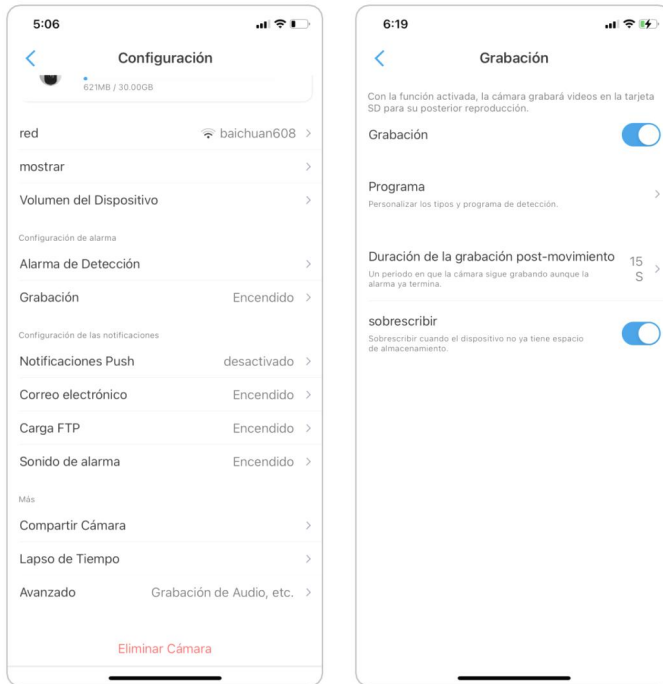 5:06
Configuración
621MB / 30.00GB
red
baichuan608
mostrar
Volumen del Dispositivo
Configuración de alarma
Alarma de Detección
Grabación
Encendido
Configuración de las notificaciones
Notificaciones Push
desactivado
Correo electrónico
Encendido
Carga FTP
Encendido
Sonido de alarma
Encendido
Más
Compartir Cámara
Lapso de Tiempo
Avanzado
Grabación de Audio, etc.
Eliminar Cámara
6:19
Grabación
Con la función activada, la cámara grabará videos en la tarjeta
SD para su posterior reproducción.
Grabación
Programa
Personalizar los tipos y programa de detección.
Duración de la grabación post-movimiento
15
S
Un periodo en que la cámara sigue grabando aunque la
alarma ya termina.
sobrescribir
Sobrescribir cuando el dispositivo no ya tiene espacio
de almacenamiento.